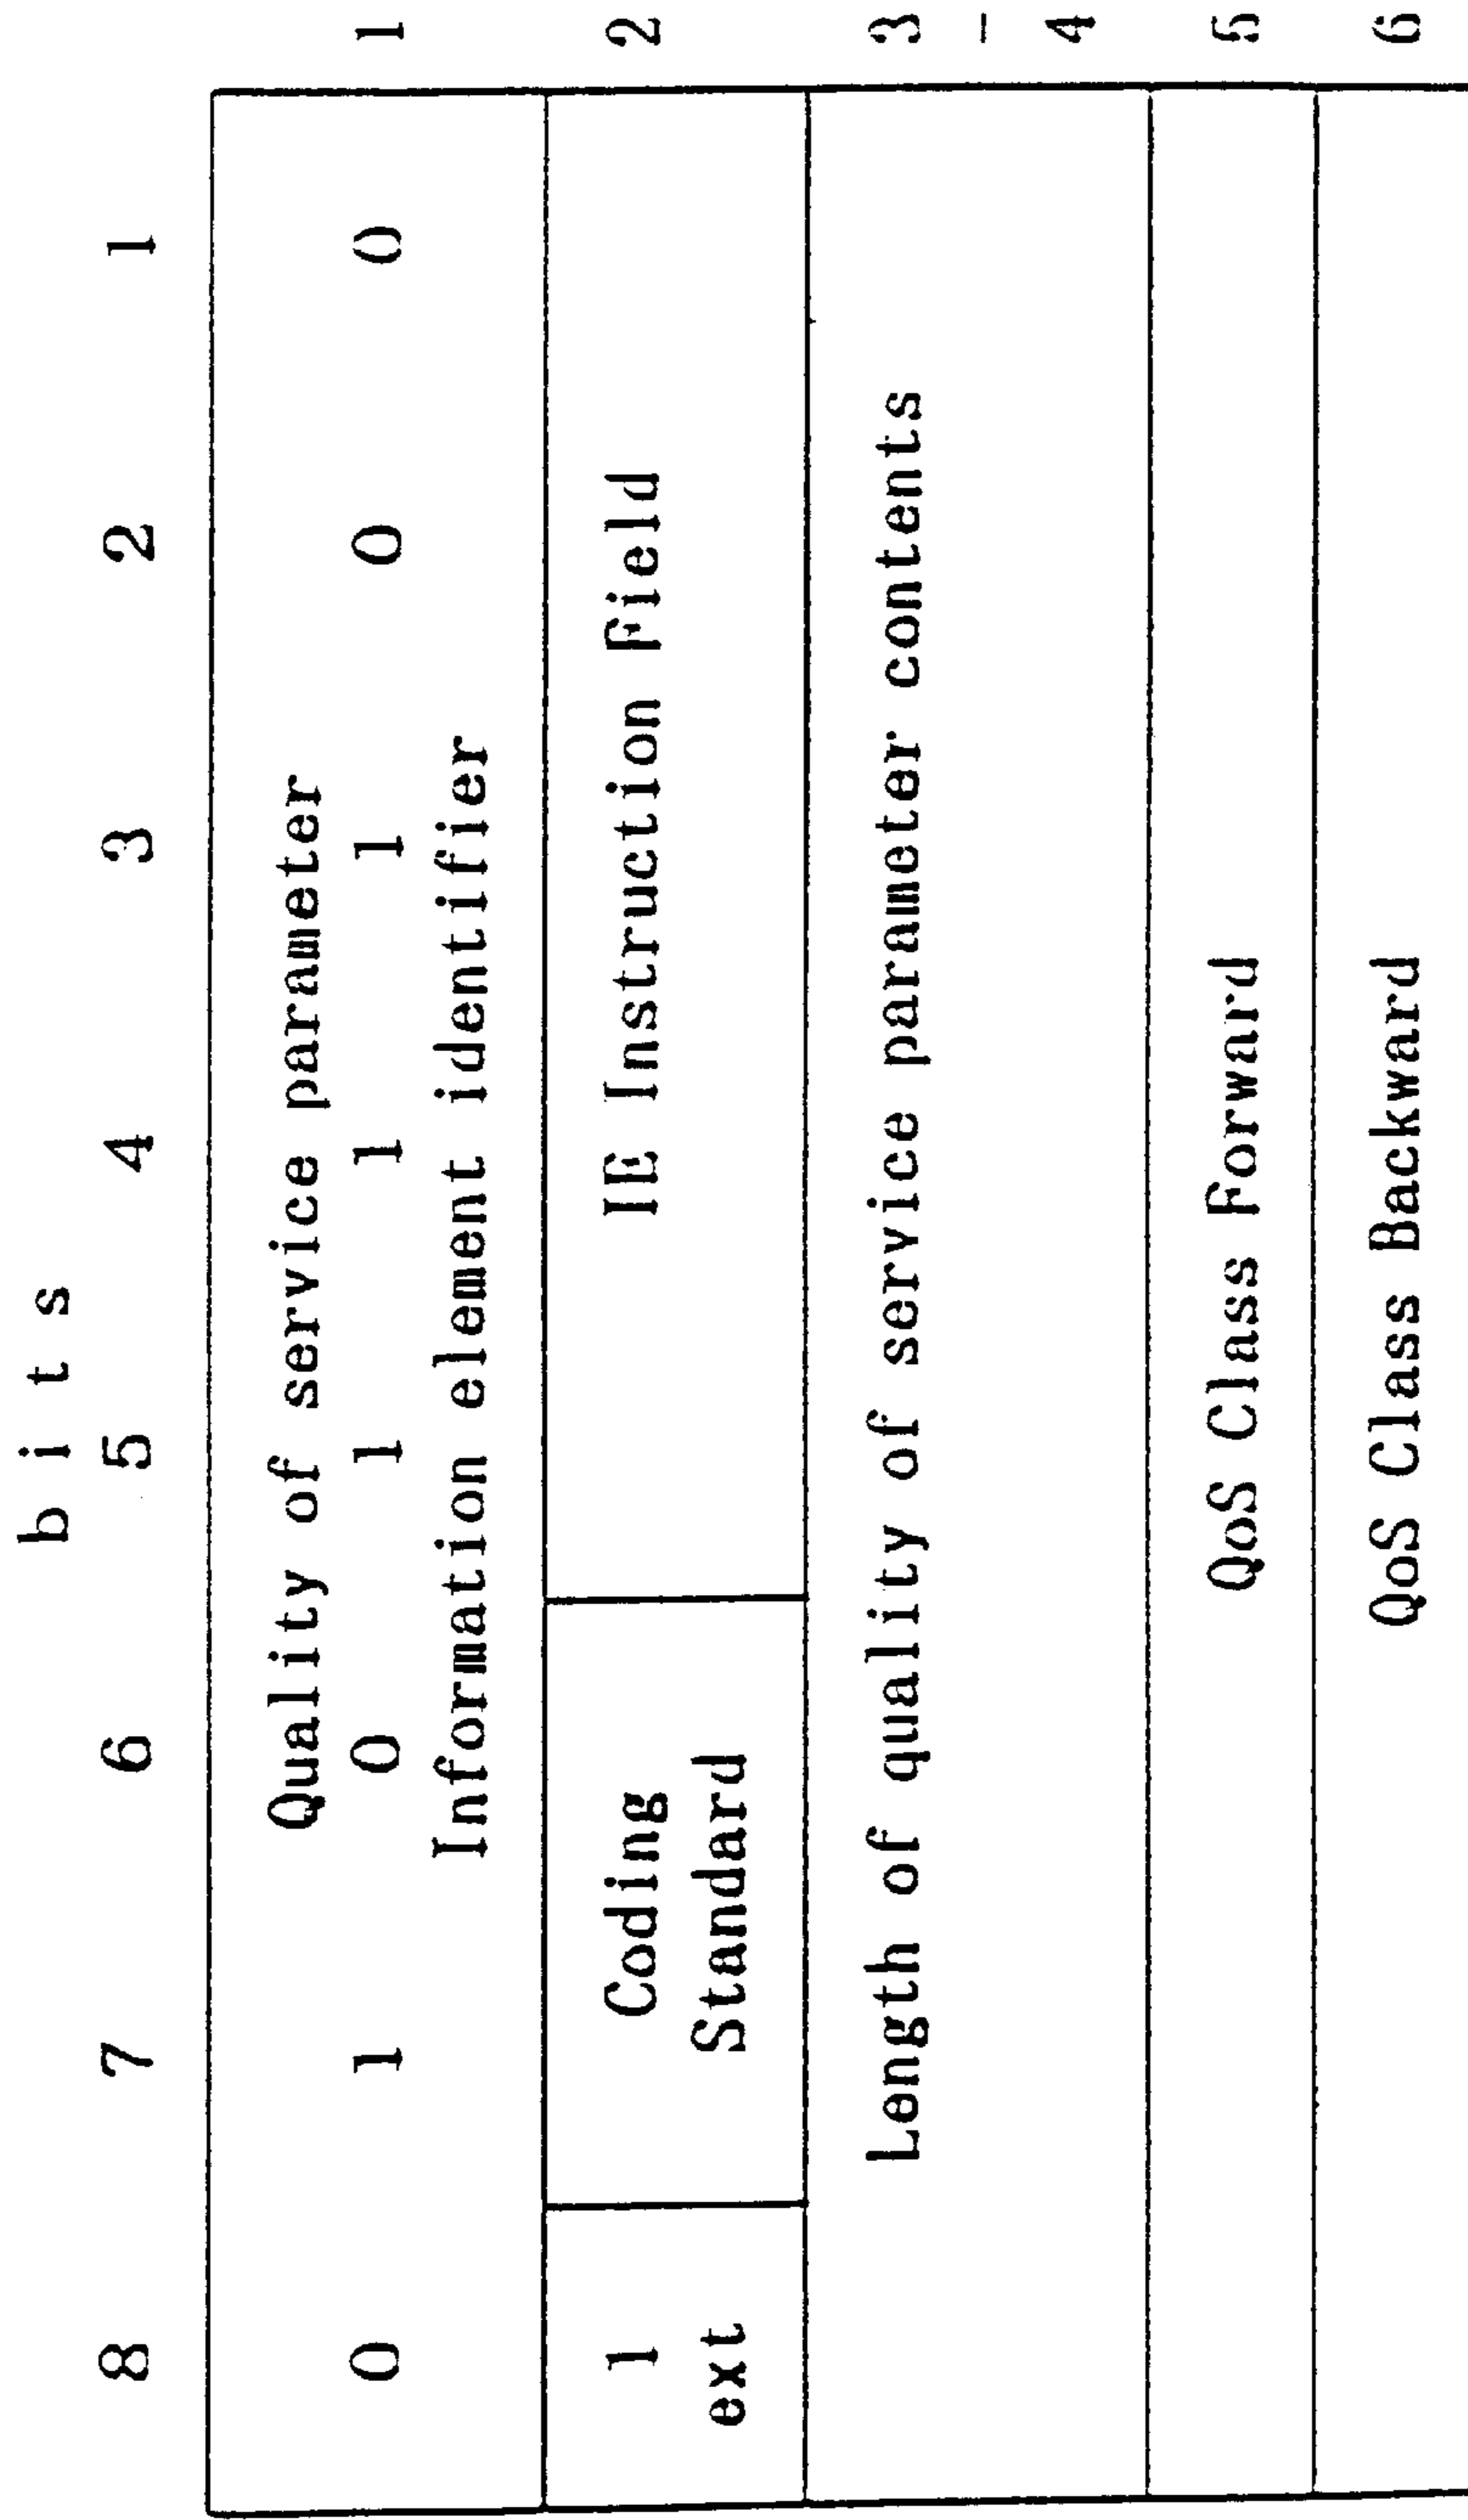 b i t s
8 7 6 5 4 3 2 1
Quality of service parameter
0 1 0 1 1 1 0 0 1
Information element identifier
1 Coding IE Instruction Field 2
ext Standard
Length of quality of service parameter contents 3
–
4
QoS Class Forward 5
QoS Class Backward 6